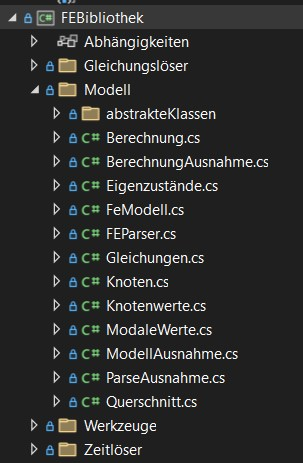 FEBibliothek
Abhängigkeiten
Gleichungslöser
Modell
abstrakteKlassen
Berechnung.cs
BerechnungAusnahme.cs
Eigenzustände.cs
FeModell.cs
FEParser.cs
Gleichungen.cs
Knoten.cs
Knotenwerte.cs
ModaleWerte.cs
ModellAusnahme.cs
ParseAusnahme.cs
Querschnitt.cs
Werkzeuge
Zeitlöser